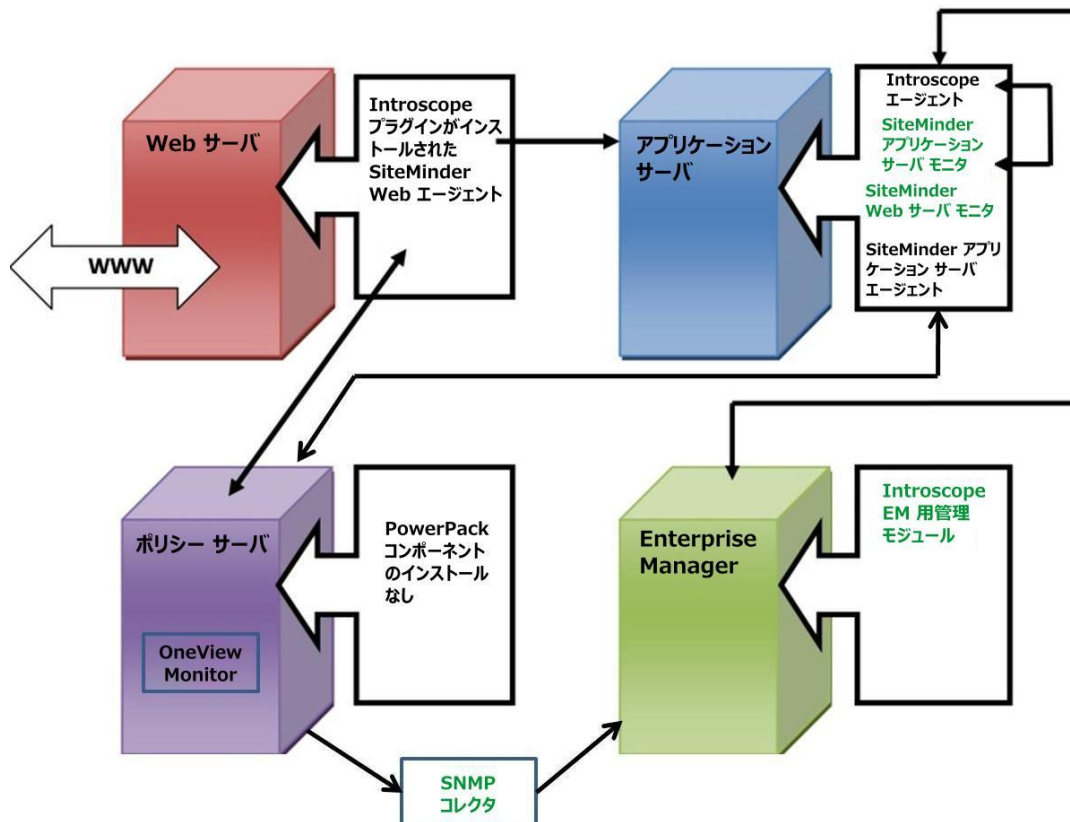 Web サーバ
Introscope
プラグインがインス
トールされた
SiteMinder
Web エージェント
WWW
アプリケーション
サーバ
Introscope
エージェント
SiteMinder
アプリケーション
サーバ モニタ
SiteMinder
Web サーバ モニタ
SiteMinder アプリ
ケーション サーバ
エージェント
ポリシー サーバ
OneView
Monitor
PowerPack
コンポーネント
のインストール
なし
Enterprise
Manager
Introscope
EM 用管理
モジュール
SNMP
コレクタ